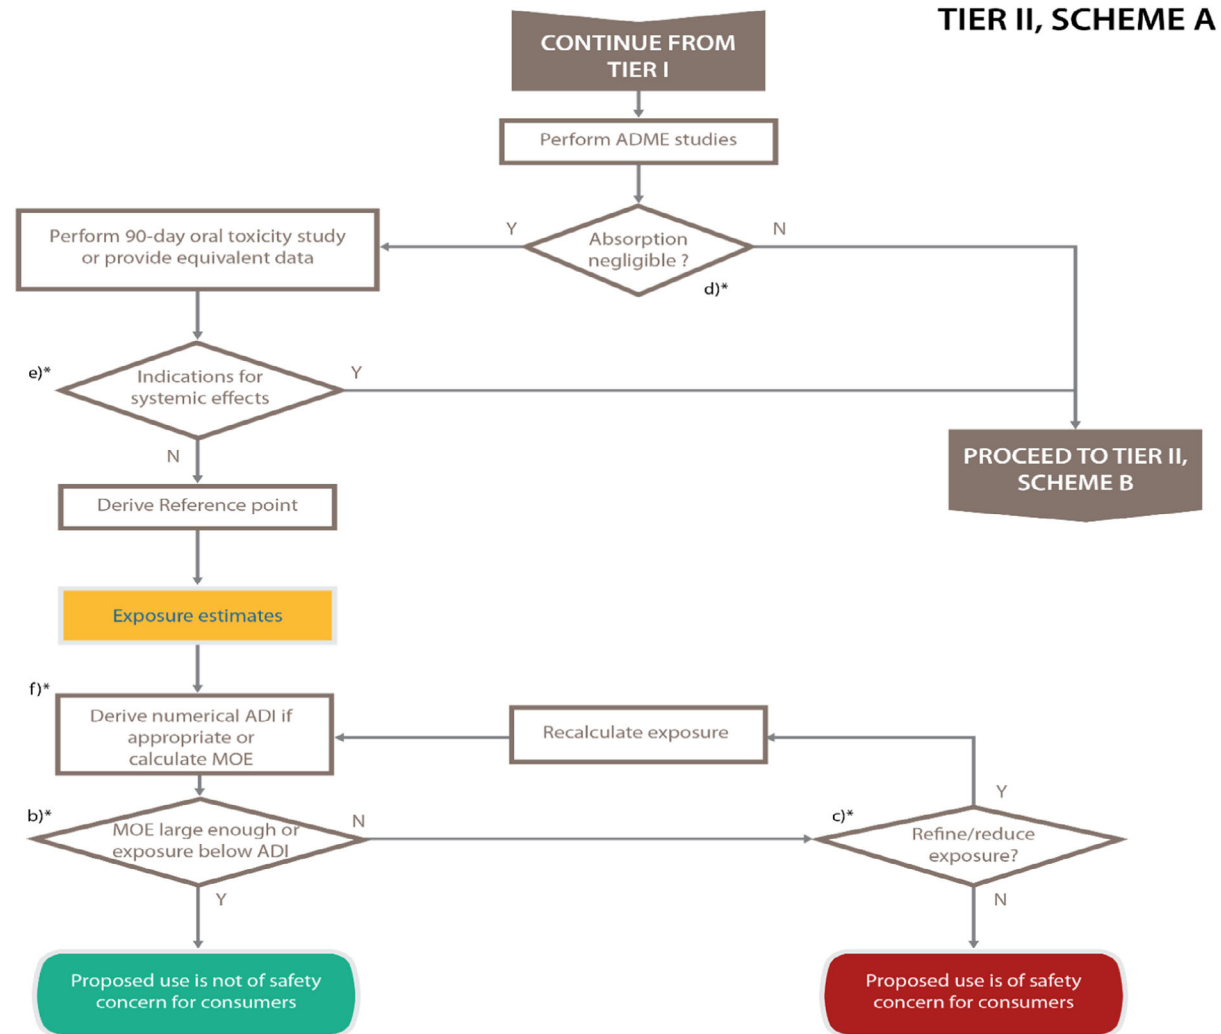 TIER II, SCHEME A
CONTINUE FROM
TIER I
Perform ADME studies
Perform 90-day oral toxicity study
or provide equivalent data
Y
Absorption
negligible ?
N
d)*
e)*
Indications for
systemic effects
Y
N
PROCEED TO TIER II,
SCHEME B
Derive Reference point
Exposure estimates
f)*
Derive numerical ADI if
appropriate or
calculate MOE
Recalculate exposure
b)*
MOE large enough or
exposure below ADI
N
Y
c)*
Refine/reduce
exposure?
Y
N
Proposed use is not of safety
concern for consumers
Proposed use is of safety
concern for consumers